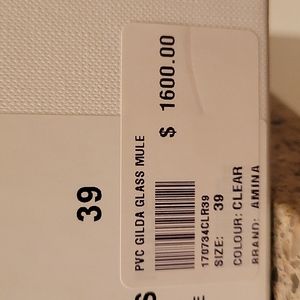 39
PVC GILDA GLASS MULE
$ 1600.00
170734CLR39
SIZE: 39
COLOUR: CLEAR
BRAND: AMINA